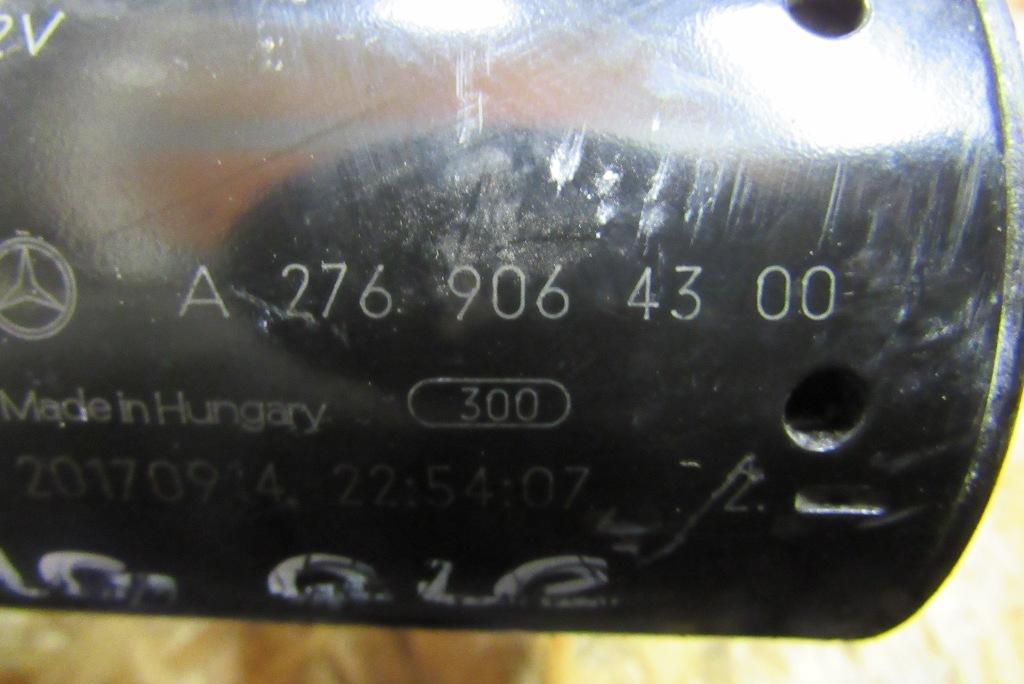 2V
A 276 906 43 00
Made in Hungary
300
20170914 22:54:07
2.